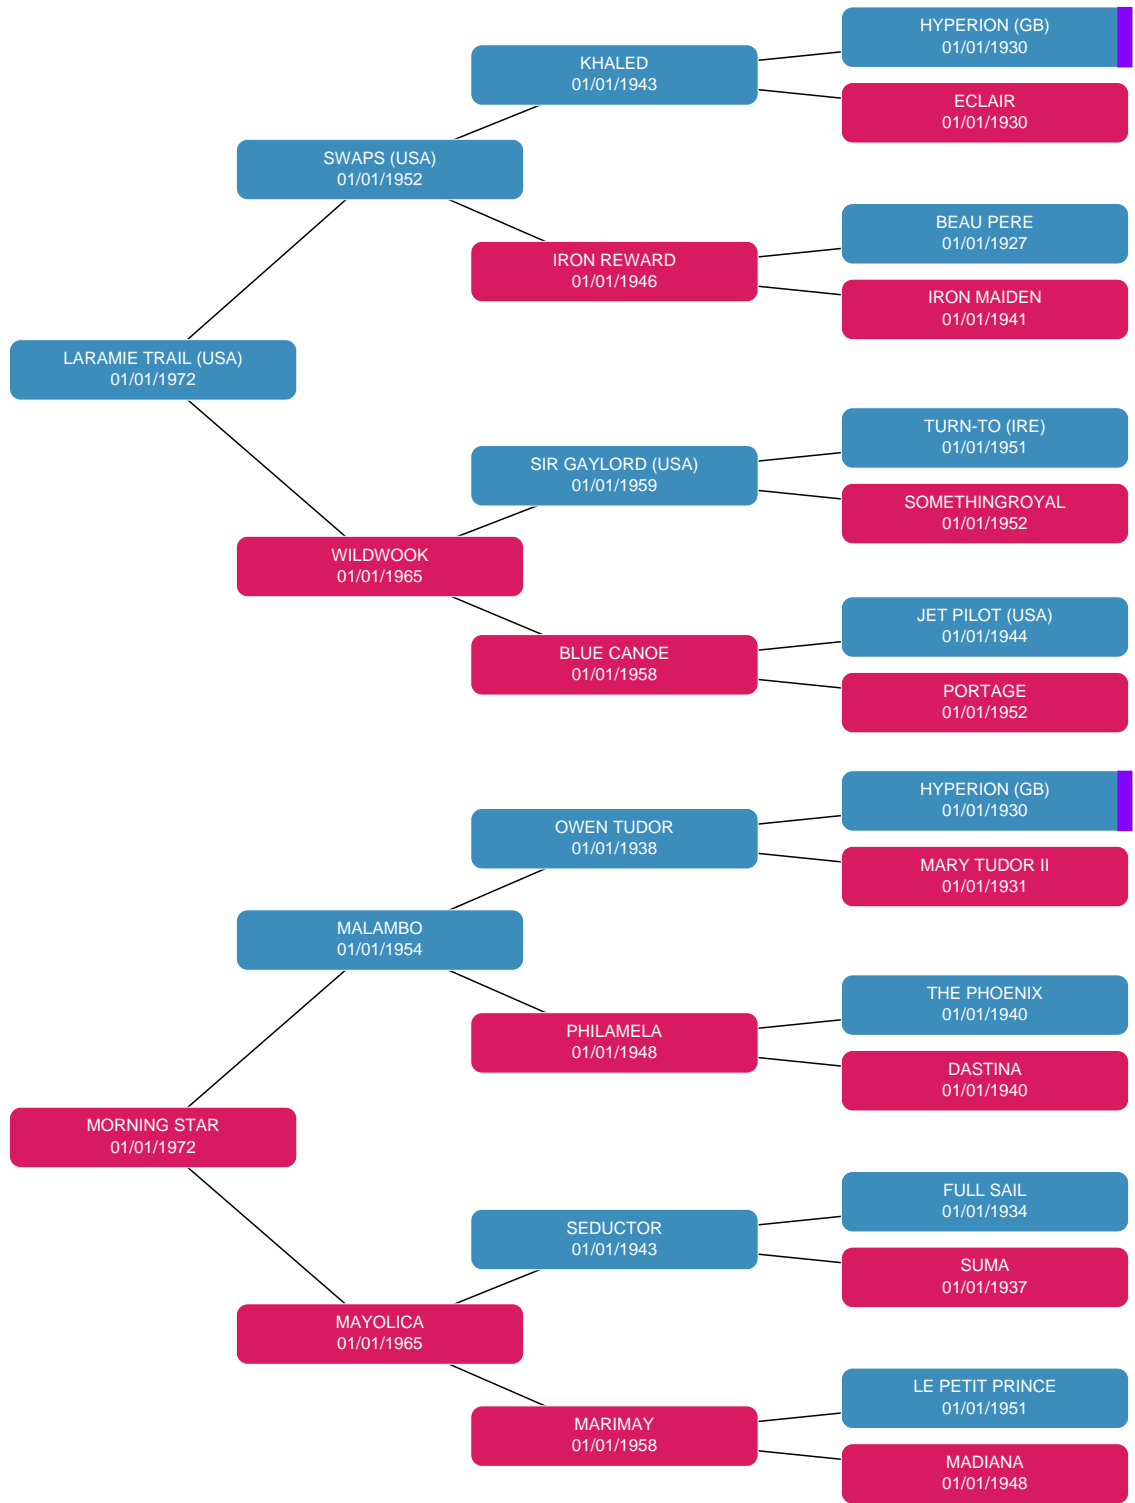 HYPERION (GB)
01/01/1930
KHALED
01/01/1943
ECLAIR
01/01/1930
SWAPS (USA)
01/01/1952
BEAU PERE
01/01/1927
IRON REWARD
01/01/1946
IRON MAIDEN
01/01/1941
LARAMIE TRAIL (USA)
01/01/1972
TURN-TO (IRE)
01/01/1951
SIR GAYLORD (USA)
01/01/1959
SOMETHINGROYAL
01/01/1952
WILDWOOK
01/01/1965
JET PILOT (USA)
01/01/1944
BLUE CANOE
01/01/1958
PORTAGE
01/01/1952
HYPERION (GB)
01/01/1930
OWEN TUDOR
01/01/1938
MARY TUDOR II
01/01/1931
MALAMBO
01/01/1954
THE PHOENIX
01/01/1940
PHILAMELA
01/01/1948
DASTINA
01/01/1940
MORNING STAR
01/01/1972
FULL SAIL
01/01/1934
SEDUCTOR
01/01/1943
SUMA
01/01/1937
MAYOLICA
01/01/1965
LE PETIT PRINCE
01/01/1951
MARIMAY
01/01/1958
MADIANA
01/01/1948